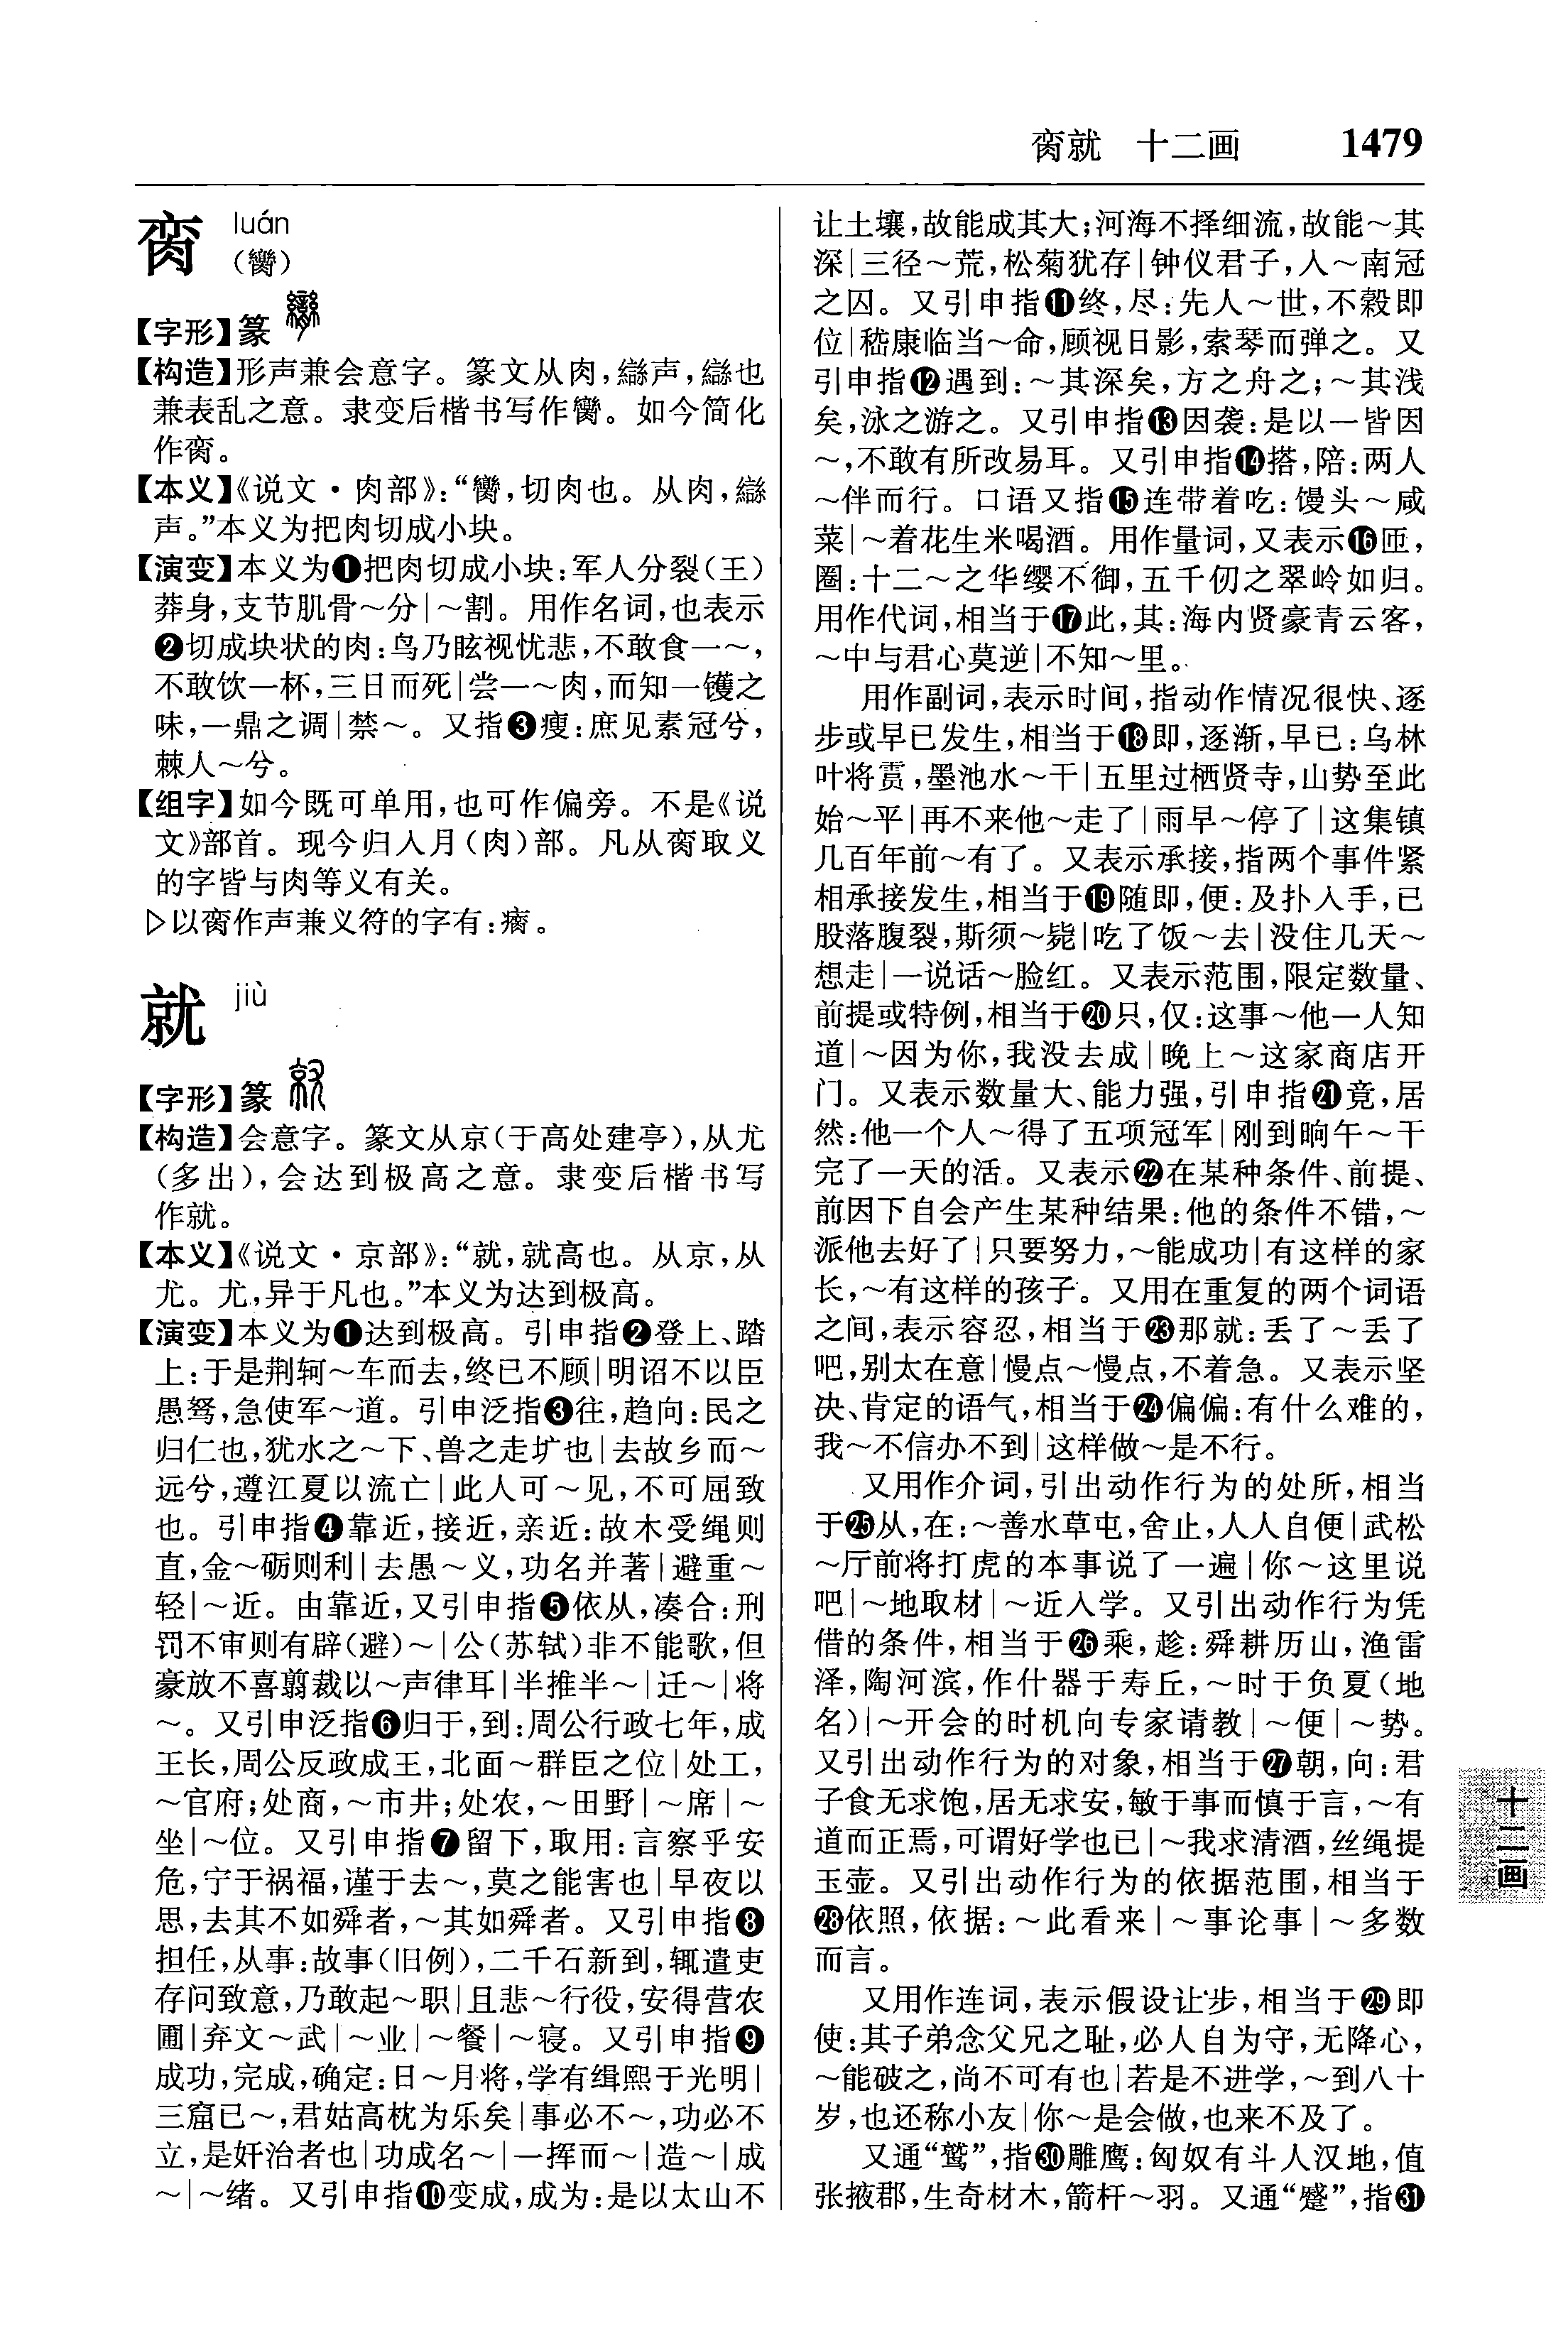 脔就　十二画　1479
脔 luán
（臠）
【字形】篆
【构造】形声兼会意字。篆文从肉，䜌声，䜌也
兼表乱之意。隶变后楷书写作臠。如今简化
作脔。
【本义】《说文·肉部》：“臠，切肉也。从肉，䜌
声。”本义为把肉切成小块。
【演变】本义为❶把肉切成小块：军人分裂（王）
莽身，支节肌骨～分|～割。用作名词，也表示
❷切成块状的肉：鸟乃眩视忧悲，不敢食一～，
不敢饮一杯，三日而死|尝一～肉，而知一镬之
味，一鼎之调|禁～。又指❸瘦：庶见素冠兮，
棘人～兮。
【组字】如今既可单用，也可作偏旁。不是《说
文》部首。现今归入月（肉）部。凡从脔取义
的字皆与肉等义有关。
▷以脔作声兼义符的字有：癵。
就 jiù
【字形】篆
【构造】会意字。篆文从京（于高处建亭），从尤
（多出），会达到极高之意。隶变后楷书写
作就。
【本义】《说文·京部》：“就，就高也。从京，从
尤。尤，异于凡也。”本义为达到极高。
【演变】本义为❶达到极高。引申指❷登上、踏
上：于是荆轲～车而去，终已不顾|明诏不以臣
愚驽，急使军～道。引申泛指❸往，趋向：民之
归仁也，犹水之～下、兽之走圹也|去故乡而～
远兮，遵江夏以流亡|此人可～见，不可屈致
也。引申指❹靠近，接近，亲近：故木受绳则
直，金～砺则利|去愚～义，功名并著|避重～
轻|～近。由靠近，又引申指❺依从，凑合：刑
罚不审则有辟（避）～|公（苏轼）非不能歌，但
豪放不喜翦裁以～声律耳|半推半～|迁～|将
～。又引申泛指❻归于，到：周公行政七年，成
王长，周公反政成王，北面～群臣之位|处工，
～官府；处商，～市井；处农，～田野|～席|～
坐|～位。又引申指❼留下，取用：言察乎安
危，宁于祸福，谨于去～，莫之能害也|早夜以
思，去其不如舜者，～其如舜者。又引申指❽
担任，从事：故事（旧例），二千石新到，辄遣吏
存问致意，乃敢起～职|且悲～行役，安得营农
圃|弃文～武|～业|～餐|～寝。又引申指❾
成功，完成，确定：日～月将，学有缉熙于光明|
三窟已～，君姑高枕为乐矣|事必不～，功必不
立，是奸治者也|功成名～|一挥而～|造～|成
～|～绪。又引申指❿变成，成为：是以太山不
让土壤，故能成其大；河海不择细流，故能～其
深|三径～荒，松菊犹存|钟仪君子，入～南冠
之囚。又引申指⓫终，尽：先人～世，不穀即
位|嵇康临当～命，顾视日影，索琴而弹之。又
引申指⓬遇到：～其深矣，方之舟之；～其浅
矣，泳之游之。又引申指⓭因袭：是以一皆因
～，不敢有所改易耳。又引申指⓮搭，陪：两人
～伴而行。口语又指⓯连带着吃：馒头～咸
菜|～着花生米喝酒。用作量词，又表示⓰匝，
圈：十二～之华缨不御，五千仞之翠岭如归。
用作代词，相当于⓱此，其：海内贤豪青云客，
～中与君心莫逆|不知～里。
用作副词，表示时间，指动作情况很快、逐
步或早已发生，相当于⓲即，逐渐，早已：乌林
叶将霣，墨池水～干|五里过栖贤寺，山势至此
始～平|再不来他～走了|雨早～停了|这集镇
几百年前～有了。又表示承接，指两个事件紧
相承接发生，相当于⓳随即，便：及扑入手，已
股落腹裂，斯须～毙|吃了饭～去|没住几天～
想走|一说话～脸红。又表示范围，限定数量、
前提或特例，相当于⓴只，仅：这事～他一人知
道|～因为你，我没去成|晚上～这家商店开
门。又表示数量大、能力强，引申指㉑竟，居
然：他一个人～得了五项冠军|刚到晌午～干
完了一天的活。又表示㉒在某种条件、前提、
前因下自会产生某种结果：他的条件不错，～
派他去好了|只要努力，～能成功|有这样的家
长，～有这样的孩子。又用在重复的两个词语
之间，表示容忍，相当于㉓那就：丢了～丢了
吧，别太在意|慢点～慢点，不着急。又表示坚
决、肯定的语气，相当于㉔偏偏：有什么难的，
我～不信办不到|这样做～是不行。
又用作介词，引出动作行为的处所，相当
于㉕从，在：～善水草屯，舍止，人人自便|武松
～厅前将打虎的本事说了一遍|你～这里说
吧|～地取材|～近入学。又引出动作行为凭
借的条件，相当于㉖乘，趁：舜耕历山，渔雷
泽，陶河滨，作什器于寿丘，～时于负夏（地
名）|～开会的时机向专家请教|～便|～势。
又引出动作行为的对象，相当于㉗朝，向：君
子食无求饱，居无求安，敏于事而慎于言，～有
道而正焉，可谓好学也已|～我求清酒，丝绳提
玉壶。又引出动作行为的依据范围，相当于
㉘依照，依据：～此看来|～事论事|～多数
而言。
又用作连词，表示假设让步，相当于㉙即
使：其子弟念父兄之耻，必人自为守，无降心，
～能破之，尚不可有也|若是不进学，～到八十
岁，也还称小友|你～是会做，也来不及了。
又通“鹫”，指㉚雕鹰：匈奴有斗入汉地，值
张掖郡，生奇材木，箭杆～羽。又通“蹙”，指㉛
十二画